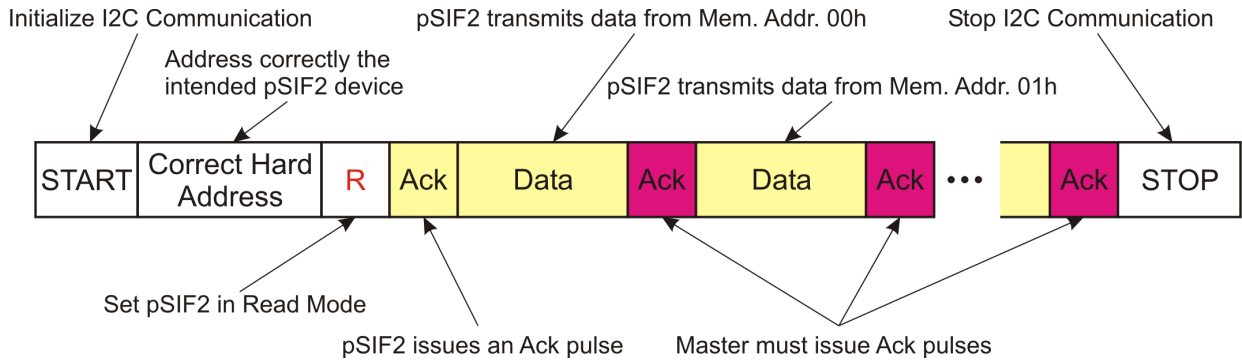 Initialize I2C Communication
pSIF2 transmits data from Mem. Addr. 00h
Stop I2C Communication
Address correctly the
intended pSIF2 device
pSIF2 transmits data from Mem. Addr. 01h
START
Correct Hard
Address
R
Ack
Data
Ack
Data
Ack
•••
Ack
STOP
Set pSIF2 in Read Mode
pSIF2 issues an Ack pulse
Master must issue Ack pulses